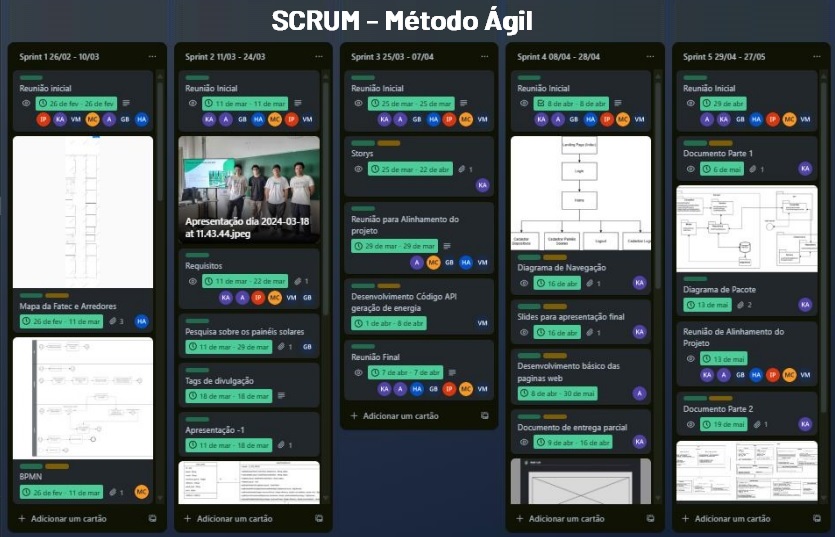 SCRUM - Método Ágil
Sprint 1 26/02 - 10/03
Reunião inicial
26 de fev - 26 de fev
IP KA VM MC A GB HA
Mapa da Fatec e Arredores
26 de fev - 11 de mar 3 HA
BPMN
26 de fev - 11 de mar 1 MC
+ Adicionar um cartão
Sprint 2 11/03 - 24/03
Reunião Inicial
11 de mar - 11 de mar
KA A GB HA MC IP VM
Apresentação dia 2024-03-18
at 11.43.44.jpeg
Requisitos
11 de mar - 22 de mar 1
KA A IP MC VM GB
Pesquisa sobre os painéis solares
11 de mar - 29 de mar 1 GB
Tags de divulgação
18 de mar - 18 de mar
Apresentação -1
11 de mar - 18 de mar 1
+ Adicionar um cartão
Sprint 3 25/03 - 07/04
Reunião Inicial
25 de mar - 25 de mar
KA A GB HA IP MC VM
Storys
25 de mar - 22 de abr 1
KA
Reunião para Alinhamento do
projeto
29 de mar - 29 de mar
A MC GB HA VM
Desenvolvimento Código API
geração de energia
1 de abr - 8 de abr VM
Reunião Final
7 de abr - 7 de abr
KA A HA GB IP MC VM
+ Adicionar um cartão
Sprint 4 08/04 - 28/04
Reunião Inicial
8 de abr - 8 de abr
KA A GB HA IP MC VM
Landing Page (Index)
Login
Logout
Diagrama de Navegação
16 de abr 1 KA
Slides para apresentação final
16 de abr 1 KA
Desenvolvimento básico das
paginas web
8 de abr - 30 de mai A
Documento de entrega parcial
9 de abr - 16 de abr KA
+ Adicionar um cartão
Sprint 5 29/04 - 27/05
Reunião Inicial
29 de abr
A KA GB HA IP MC VM
Documento Parte 1
6 de mai 1 KA
Diagrama de Pacote
13 de mai 2 KA
Reunião de Alinhamento do
Projeto
13 de mai
KA A GB HA IP MC VM
Documento Parte 2
19 de mai 1 KA
+ Adicionar um cartão